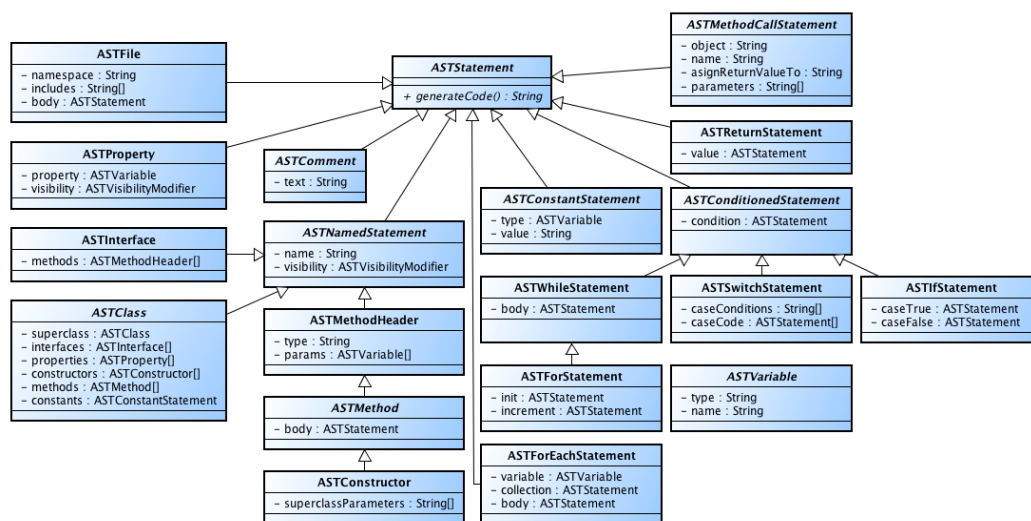 ASTFile
– namespace : String
– includes : String[]
– body : ASTStatement
ASTProperty
– property : ASTVariable
– visibility : ASTVisibilityModifier
ASTInterface
– methods : ASTMethodHeader[]
ASTClass
– superclass : ASTClass
– interfaces : ASTInterface[]
– properties : ASTProperty[]
– constructors : ASTConstructor[]
– methods : ASTMethod[]
– constants : ASTConstantStatement
ASTStatement
+ generateCode() : String
ASTComment
– text : String
ASTNamedStatement
– name : String
– visibility : ASTVisibilityModifier
ASTMethodHeader
– type : String
– params : ASTVariable[]
ASTMethod
– body : ASTStatement
ASTConstructor
– superclassParameters : String[]
ASTMethodCallStatement
– object : String
– name : String
– asignReturnValueTo : String
– parameters : String[]
ASTReturnStatement
– value : ASTStatement
ASTConstantStatement
– type : ASTVariable
– value : String
ASTConditionedStatement
– condition : ASTStatement
ASTWhileStatement
– body : ASTStatement
ASTSwitchStatement
– caseConditions : String[]
– caseCode : ASTStatement[]
ASTIfStatement
– caseTrue : ASTStatement
– caseFalse : ASTStatement
ASTForStatement
– init : ASTStatement
– increment : ASTStatement
ASTVariable
– type : String
– name : String
ASTForEachStatement
– variable : ASTVariable
– collection : ASTStatement
– body : ASTStatement